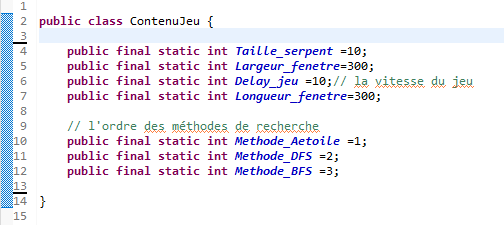 1
2 public class ContenuJeu {
3
4 public final static int Taille_serpent =10;
5 public final static int Largeur_fenetre=300;
6 public final static int Delay_jeu =10;// la vitesse du jeu
7 public final static int Longueur_fenetre=300;
8
9 // l'ordre des méthodes de recherche
10 public final static int Methode_Aetoile =1;
11 public final static int Methode_DFS =2;
12 public final static int Methode_BFS =3;
13
14 }
15